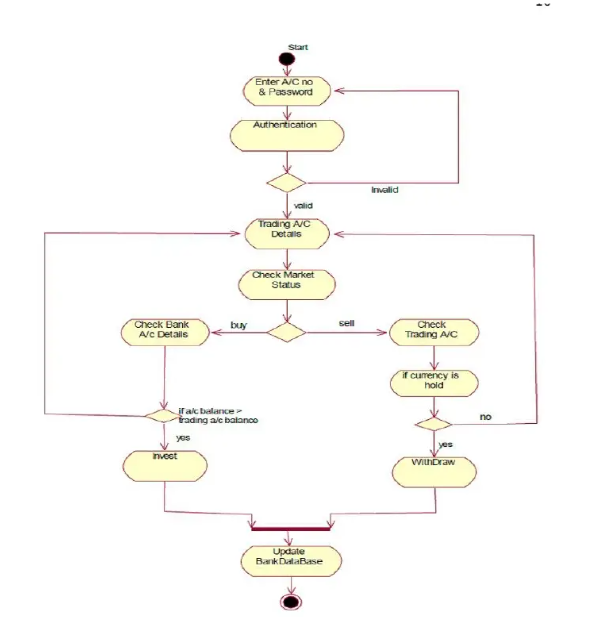 Start
Enter A/C no
& Password
Authentication
Invalid
valid
Trading A/C
Details
Check Market
Status
Check Bank
A/c Details
buy
sell
Check
Trading A/C
if currency is
hold
if a/c balance >
trading a/c balance
no
yes
yes
Invest
WithDraw
Update
BankDataBase